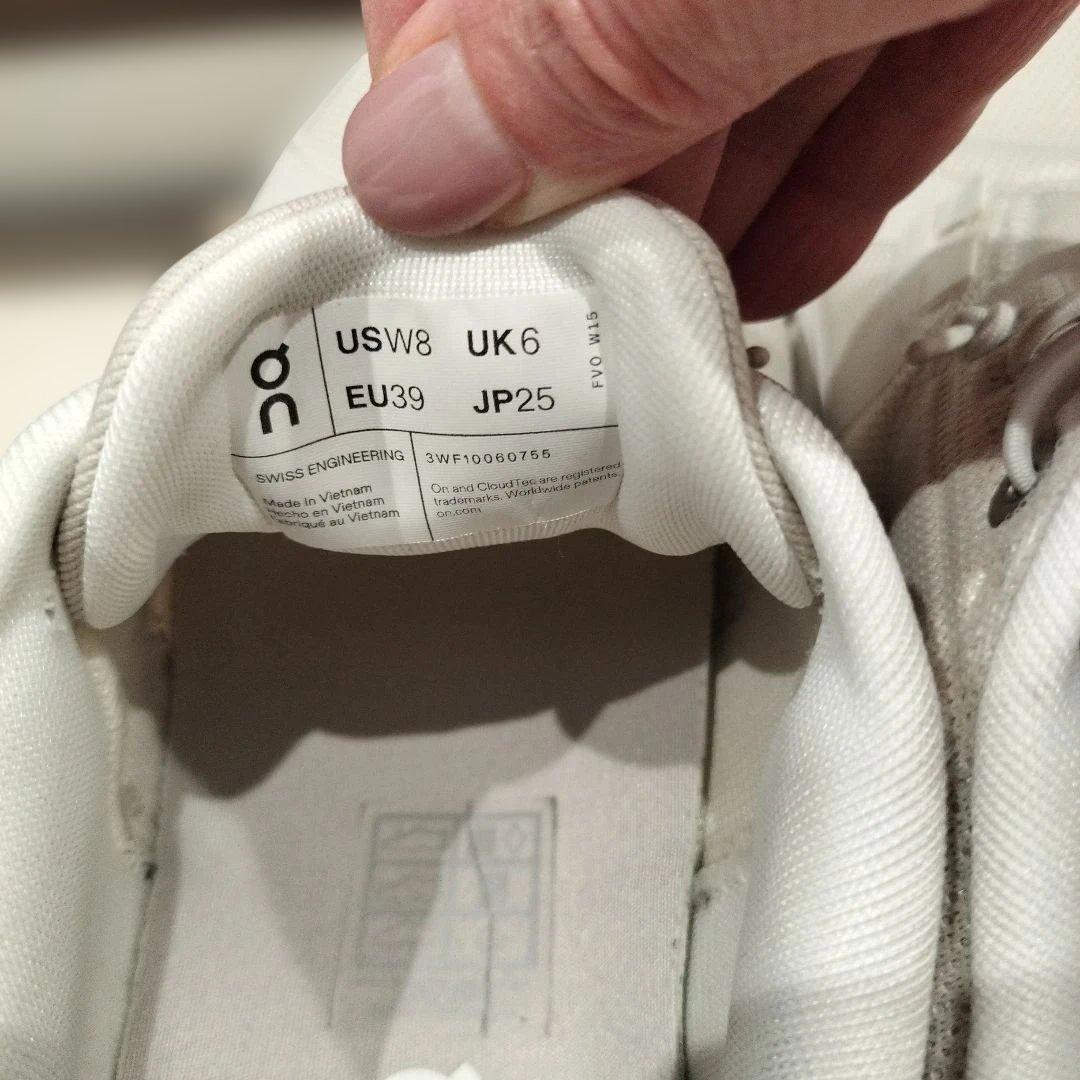 on
USW8 UK6
EU39 JP25
FVO W15
SWISS ENGINEERING
Made in Vietnam
Hecho en Vietnam
Fabriqué au Vietnam
3WF10060755
On and CloudTec are registered
trademarks. Worldwide patents.
on.com